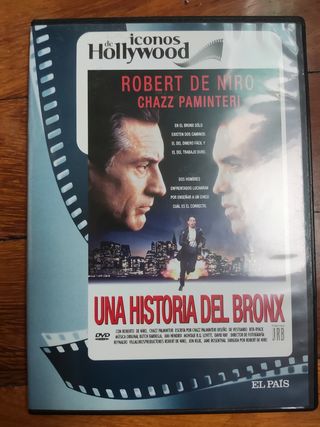 iconos
de Hollywood
ROBERT DE NIRO
CHAZZ PAMINTERI
EN EL BRONX SÓLO
EXISTEN DOS CAMINOS:
EL DEL DINERO FÁCIL Y
EL DEL TRABAJO DURO.
DOS HOMBRES
ENFRENTADOS LUCHARÁN
POR ENSEÑAR A UN CHICO
CUÁL ES EL CORRECTO.
UNA HISTORIA DEL BRONX
DVD
JRB
EL PAÍS